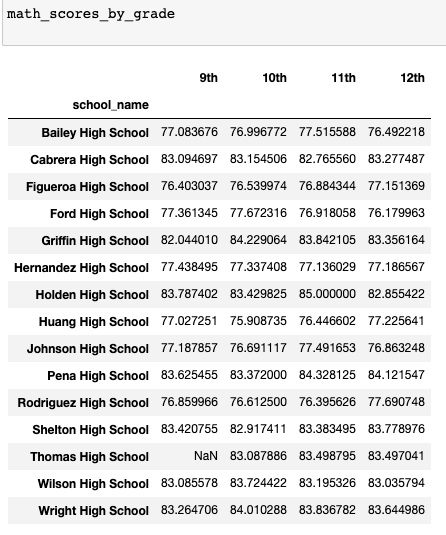 math_scores_by_grade
9th 10th 11th 12th
school_name
Bailey High School 77.083676 76.996772 77.515588 76.492218
Cabrera High School 83.094697 83.154506 82.765560 83.277487
Figueroa High School 76.403037 76.539974 76.884344 77.151369
Ford High School 77.361345 77.672316 76.918058 76.179963
Griffin High School 82.044010 84.229064 83.842105 83.356164
Hernandez High School 77.438495 77.337408 77.136029 77.186567
Holden High School 83.787402 83.429825 85.000000 82.855422
Huang High School 77.027251 75.908735 76.446602 77.225641
Johnson High School 77.187857 76.691117 77.491653 76.863248
Pena High School 83.625455 83.372000 84.328125 84.121547
Rodriguez High School 76.859966 76.612500 76.395626 77.690748
Shelton High School 83.420755 82.917411 83.383495 83.778976
Thomas High School NaN 83.087886 83.498795 83.497041
Wilson High School 83.085578 83.724422 83.195326 83.035794
Wright High School 83.264706 84.010288 83.836782 83.644986